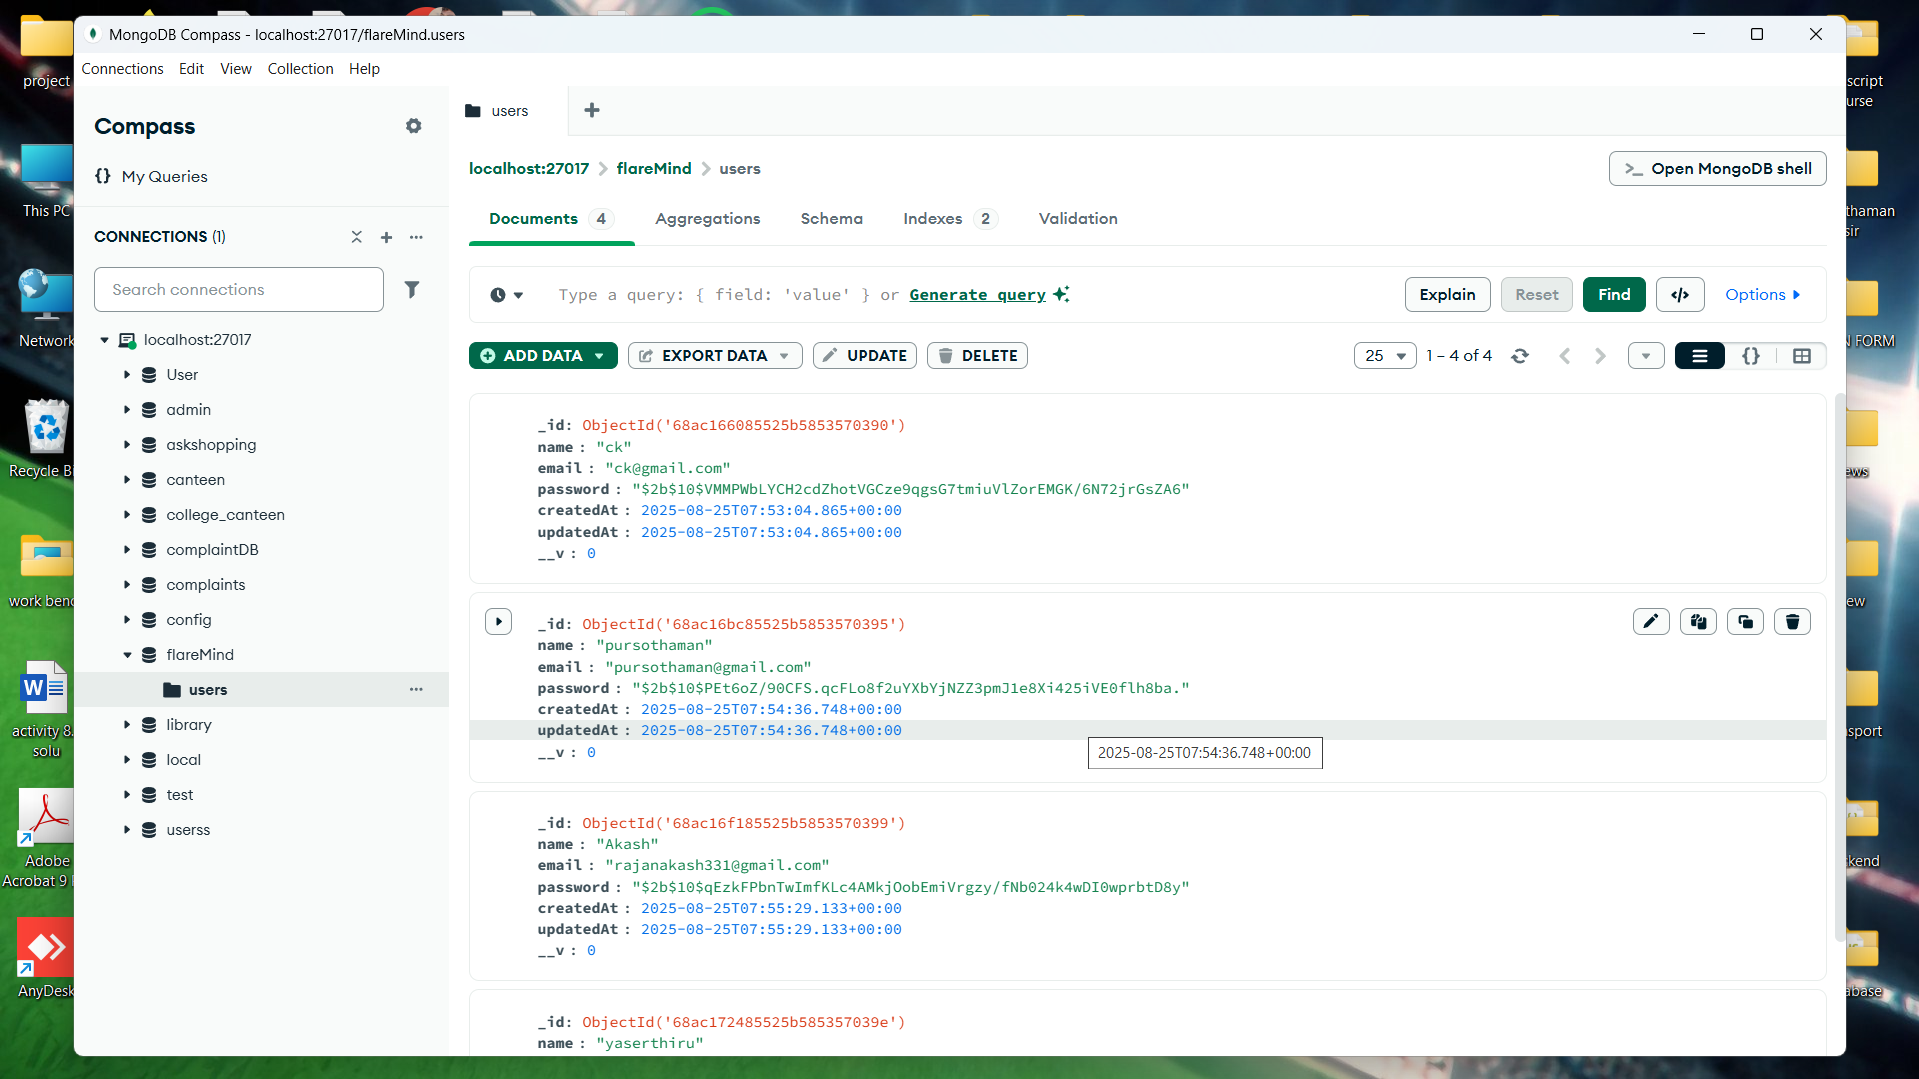 project
This PC
Network
Recycle Bi
work benc
activity 8.
solu
Adobe
Acrobat 9
AnyDesk
MongoDB Compass - localhost:27017/flareMind.users
Connections Edit View Collection Help
Compass
{} My Queries
CONNECTIONS (1)
Search connections
localhost:27017
User
admin
askshopping
canteen
college_canteen
complaintDB
complaints
config
flareMind
users
library
local
test
userss
users
localhost:27017 > flareMind > users
>_ Open MongoDB shell
Documents 4 Aggregations Schema Indexes 2 Validation
Type a query: { field: 'value' } or Generate query
Explain Reset Find </> Options
ADD DATA EXPORT DATA UPDATE DELETE
25 1 – 4 of 4 {}
_id: ObjectId('68ac166085525b5853570390')
name : "ck"
email : "ck@gmail.com"
password : "$2b$10$VMMPWbLYCH2cdZhotVGCze9qgsG7tmiuVlZorEMGK/6N72jrGsZA6"
createdAt : 2025-08-25T07:53:04.865+00:00
updatedAt : 2025-08-25T07:53:04.865+00:00
__v : 0
_id: ObjectId('68ac16bc85525b5853570395')
name : "pursothaman"
email : "pursothaman@gmail.com"
password : "$2b$10$PEt6oZ/90CFS.qcFLo8f2uYXbYjNZZ3pmJ1e8Xi425iVE0flh8ba."
createdAt : 2025-08-25T07:54:36.748+00:00
updatedAt : 2025-08-25T07:54:36.748+00:00
__v : 0
2025-08-25T07:54:36.748+00:00
_id: ObjectId('68ac16f185525b5853570399')
name : "Akash"
email : "rajanakash331@gmail.com"
password : "$2b$10$qEzkFPbnTwImfKLc4AMkjOobEmiVrgzy/fNb024k4wDI0wprbtD8y"
createdAt : 2025-08-25T07:55:29.133+00:00
updatedAt : 2025-08-25T07:55:29.133+00:00
__v : 0
_id: ObjectId('68ac172485525b585357039e')
name : "yaserthiru"
script
urse
thaman
sir
FORM
ews
ew
sport
kend
abase